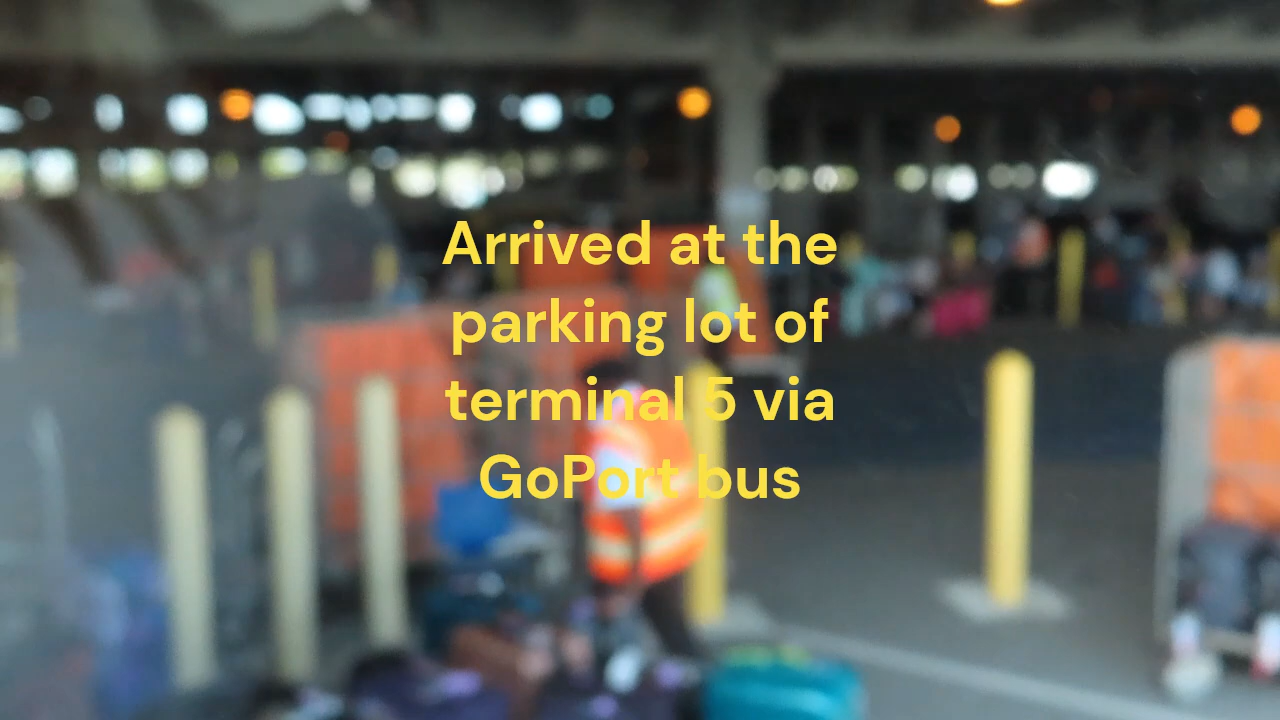 Arrived at the
parking lot of
terminal 5 via
GoPort bus